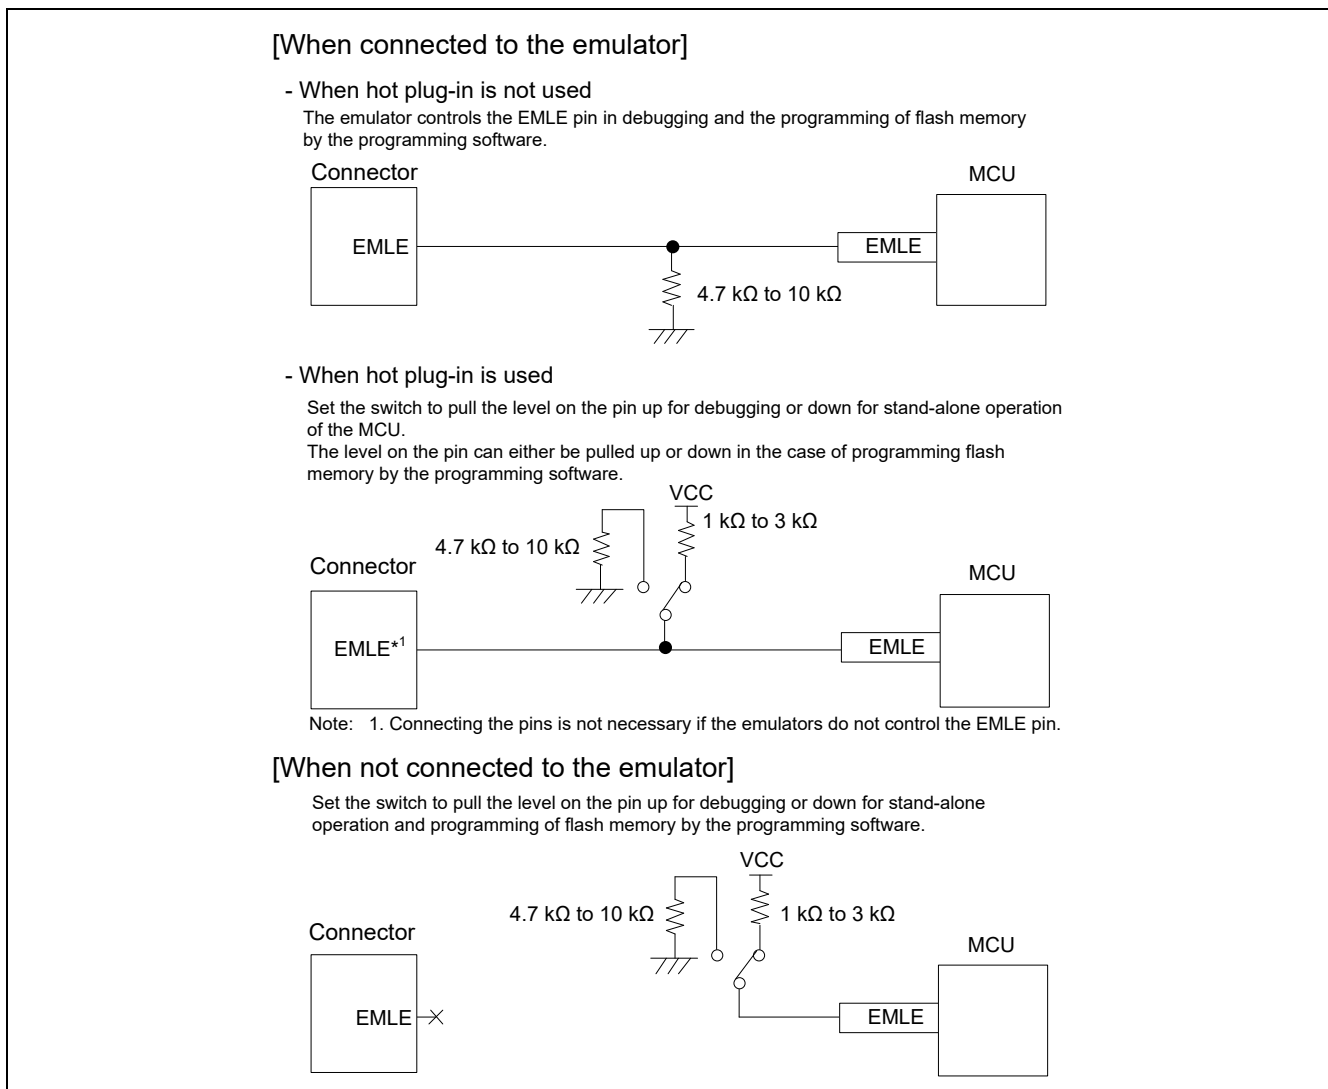 [When connected to the emulator]
- When hot plug-in is not used
The emulator controls the EMLE pin in debugging and the programming of flash memory
by the programming software.
Connector
MCU
EMLE
EMLE
4.7 kΩ to 10 kΩ
- When hot plug-in is used
Set the switch to pull the level on the pin up for debugging or down for stand-alone operation
of the MCU.
The level on the pin can either be pulled up or down in the case of programming flash
memory by the programming software.
VCC
1 kΩ to 3 kΩ
4.7 kΩ to 10 kΩ
Connector
MCU
EMLE*1
EMLE
Note: 1. Connecting the pins is not necessary if the emulators do not control the EMLE pin.
[When not connected to the emulator]
Set the switch to pull the level on the pin up for debugging or down for stand-alone
operation and programming of flash memory by the programming software.
VCC
4.7 kΩ to 10 kΩ
1 kΩ to 3 kΩ
Connector
MCU
EMLE
EMLE